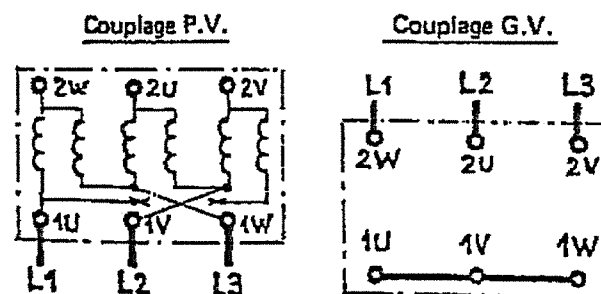 Couplage P.V.
2W 2U 2V
1U 1V 1W
L1 L2 L3
Couplage G.V.
L1 L2 L3
2W 2U 2V
1U 1V 1W